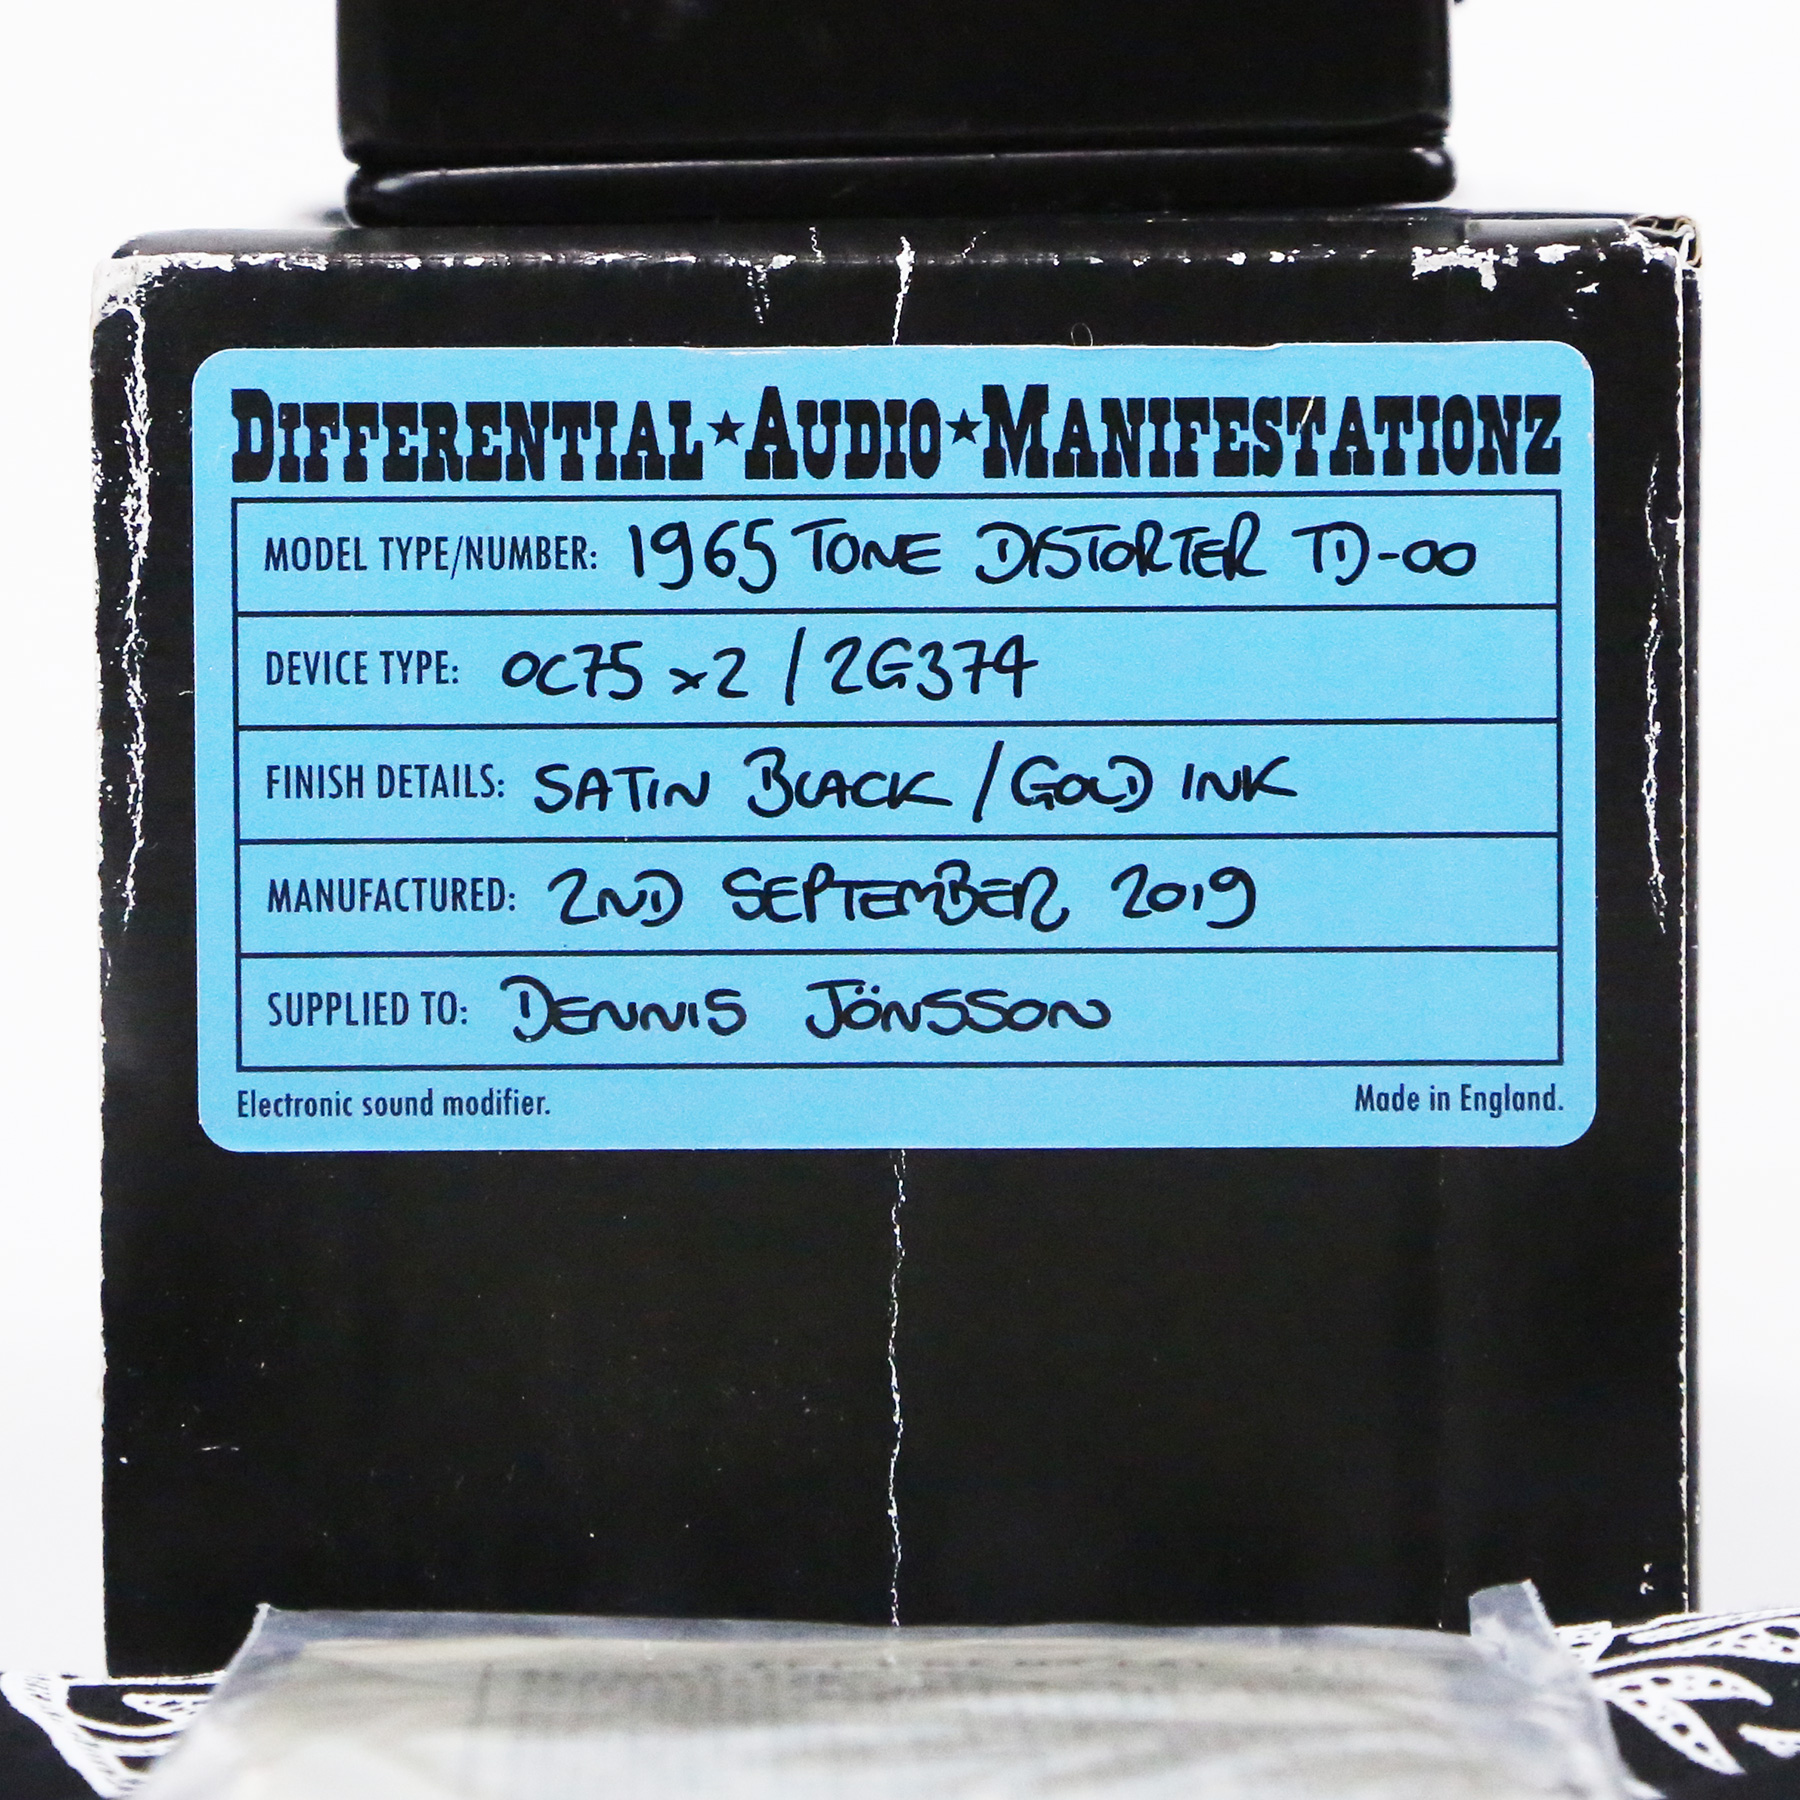 DIFFERENTIAL★AUDIO★MANIFESTATIONZ
MODEL TYPE/NUMBER: 1965 TONE DISTORTER TD-00
DEVICE TYPE: OC75 x2 / 2G374
FINISH DETAILS: SATIN BLACK / GOLD INK
MANUFACTURED: 2ND SEPTEMBER 2019
SUPPLIED TO: DENNIS JÖNSSON
Electronic sound modifier. Made in England.